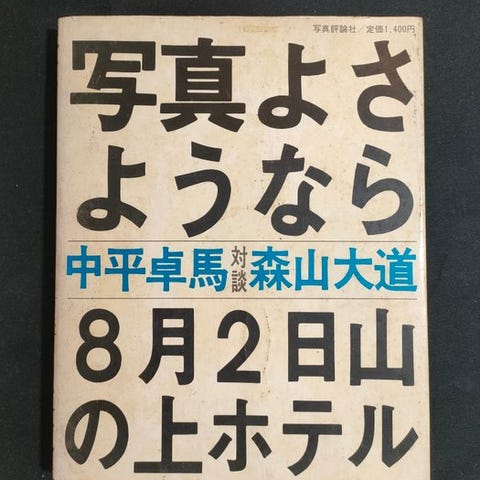 写真評論社／定価1,400円
写真よさ
ようなら
中平卓馬対談森山大道
8月2日山
の上ホテル